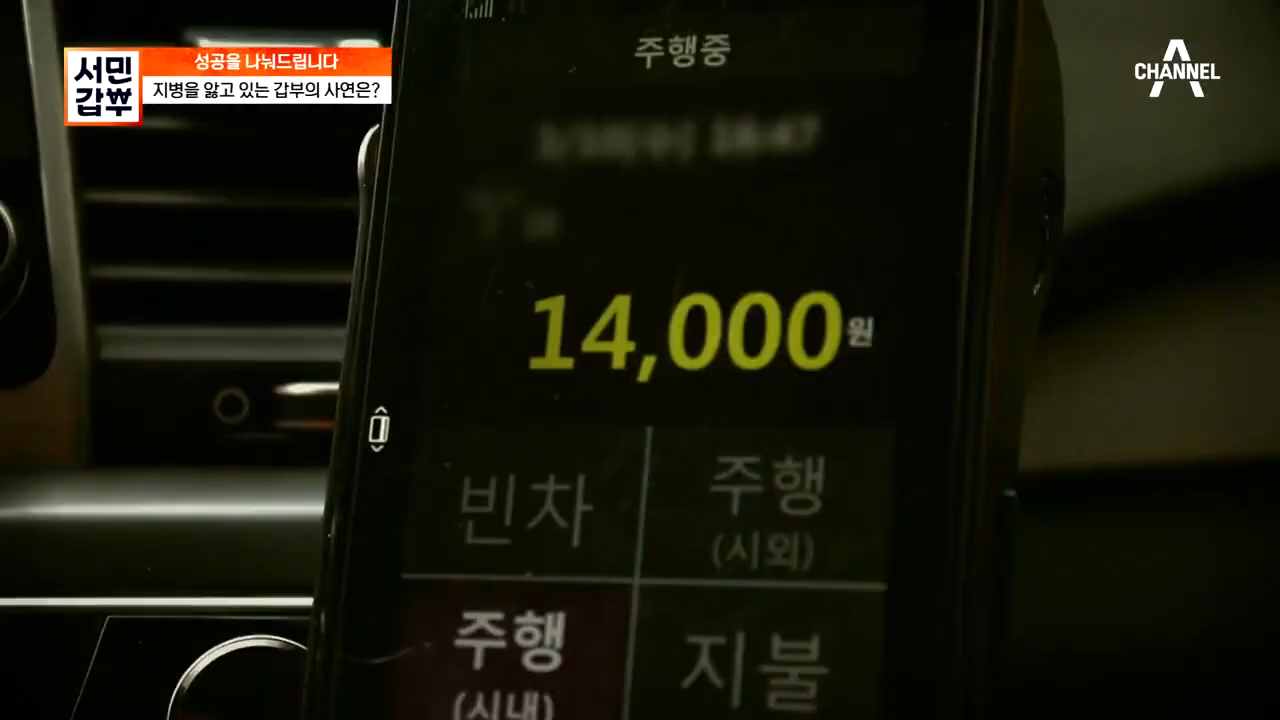 성공을 나눠드립니다
서민
갑부
지병을 앓고 있는 갑부의 사연은?
CHANNEL A
주행중
14,000원
빈차
주행
(시외)
주행
(시내)
지불